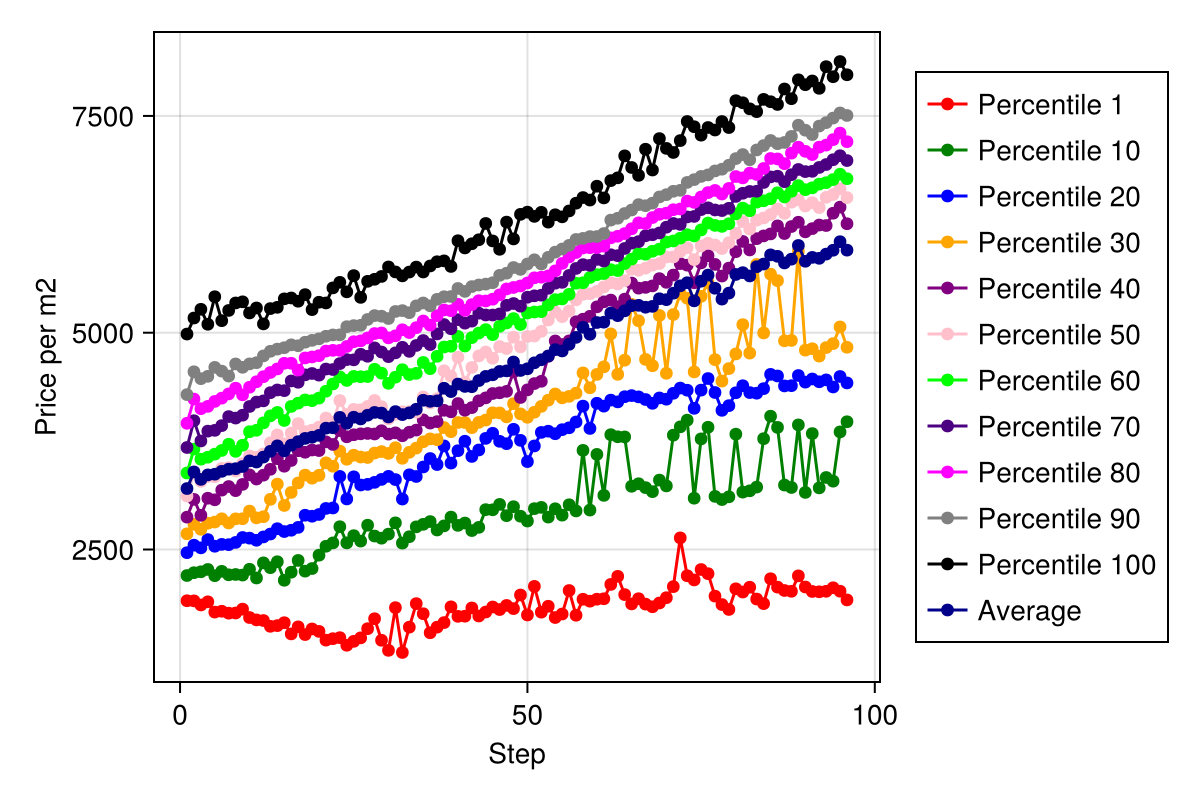 7500
5000
2500
Price per m2
0
50
100
Step
Percentile 1
Percentile 10
Percentile 20
Percentile 30
Percentile 40
Percentile 50
Percentile 60
Percentile 70
Percentile 80
Percentile 90
Percentile 100
Average